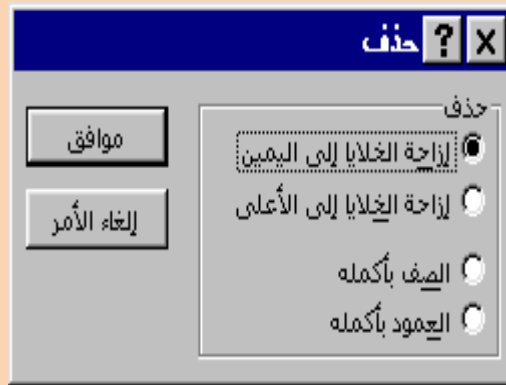 حذف
حذف
إزاحة الخلايا إلى اليمين
إزاحة الخلايا إلى الأعلى
الصف بأكمله
العمود بأكمله
موافق
إلغاء الأمر